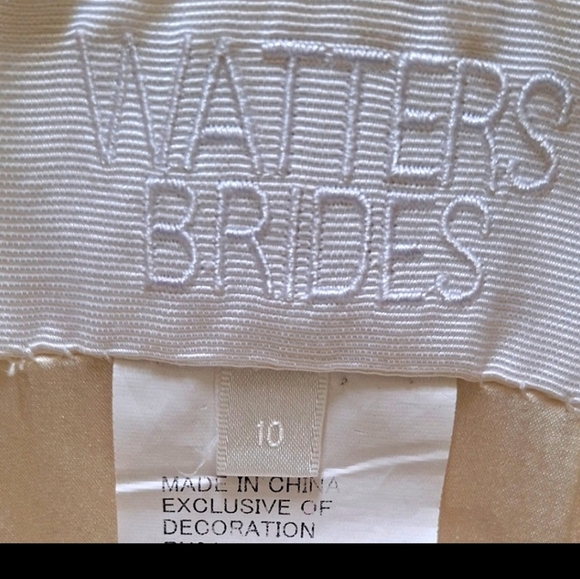 WATTERS
BRIDES
10
MADE IN CHINA
EXCLUSIVE OF
DECORATION